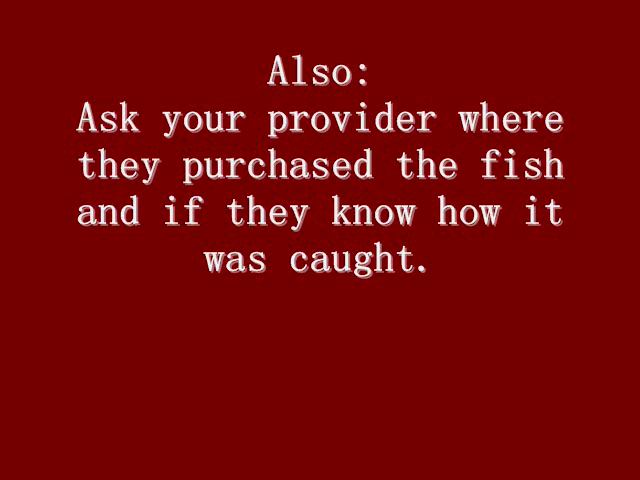 Also:
Ask your provider where
they purchased the fish
and if they know how it
was caught.